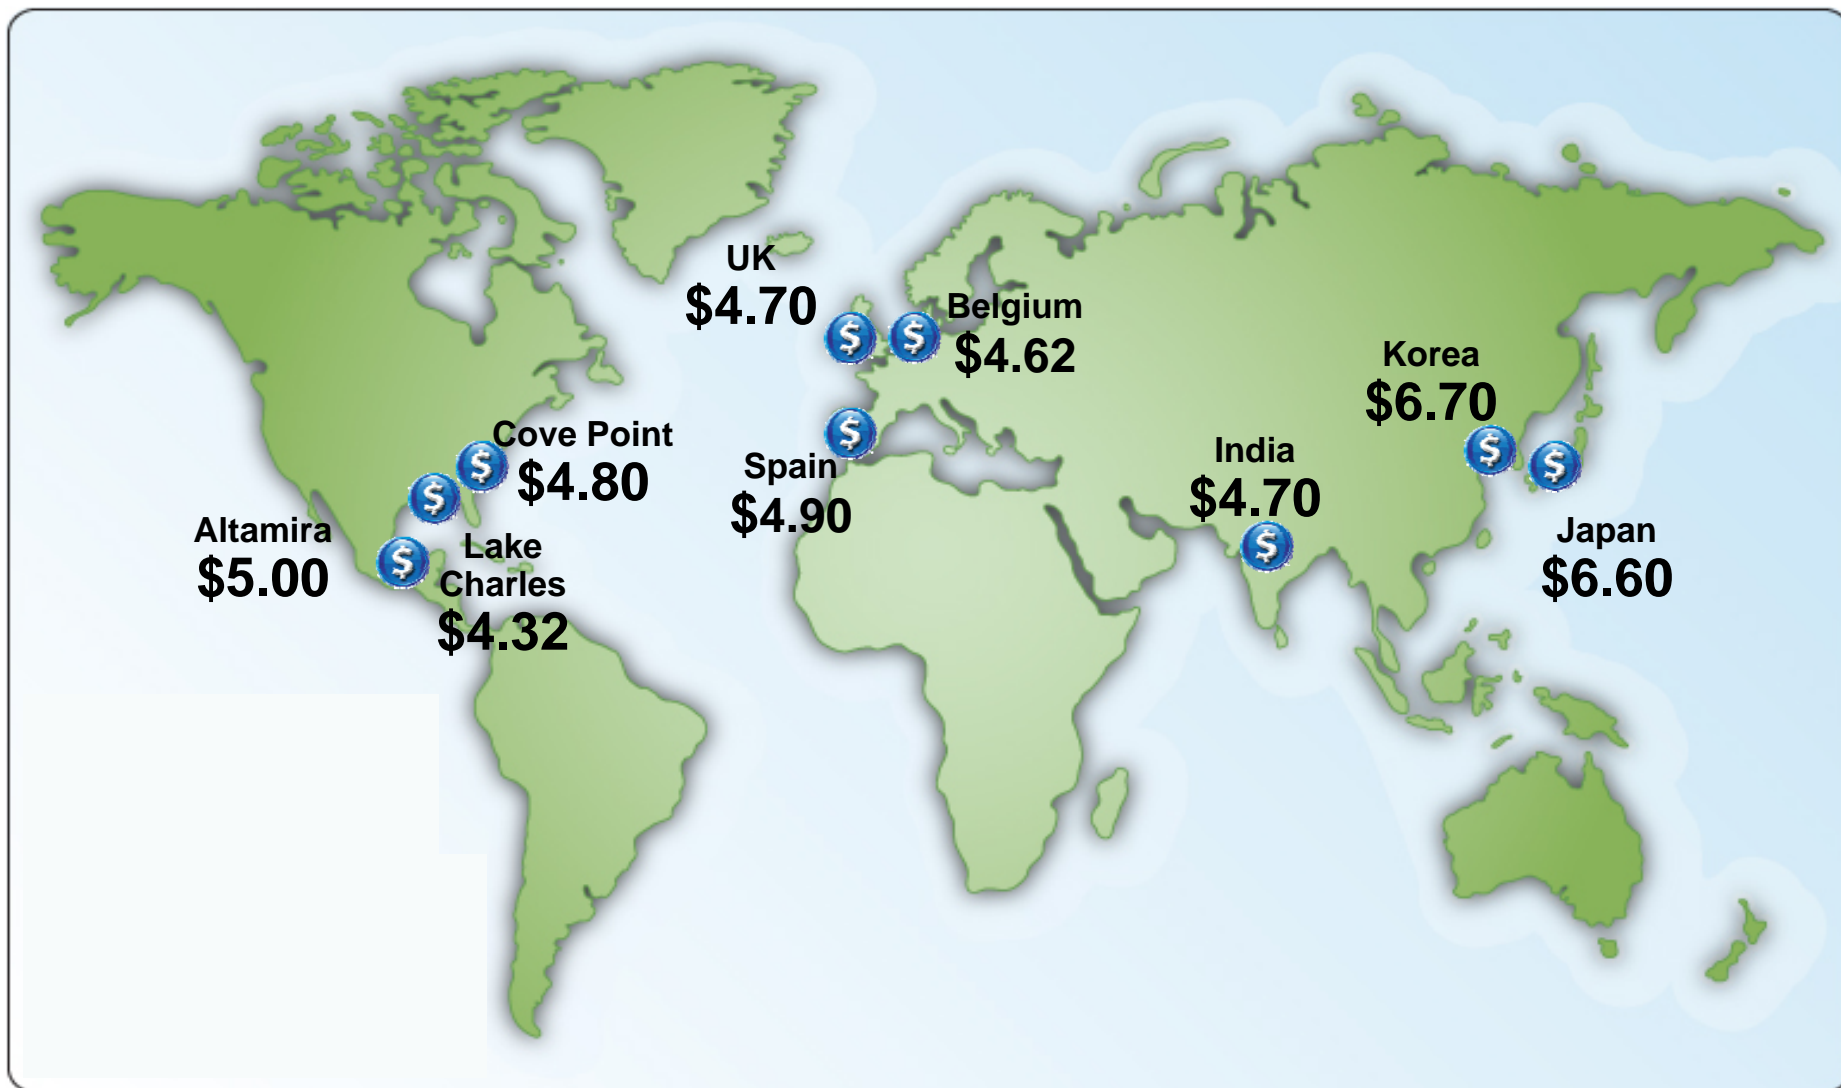 UK
$4.70
Belgium
$4.62
Korea
$6.70
Cove Point
$4.80
Spain
$4.90
India
$4.70
Altamira
$5.00
Lake
Charles
$4.32
Japan
$6.60